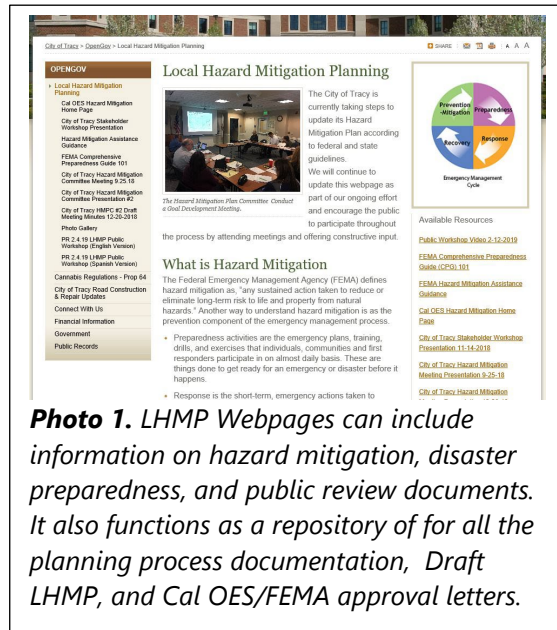 City of Tracy > OpenGov > Local Hazard Mitigation Planning
SHARE
A A A
OPENGOV
Local Hazard Mitigation
Planning
Cal OES Hazard Mitigation
Home Page
City of Tracy Stakeholder
Workshop Presentation
Hazard Mitigation Assistance
Guidance
FEMA Comprehensive
Preparedness Guide 101
City of Tracy Hazard Mitigation
Committee Meeting 9.25.18
City of Tracy Hazard Mitigation
Committee Presentation #2
City of Tracy HMPC #2 Draft
Meeting Minutes 12-20-2018
Photo Gallery
PR 2.4.19 LHMP Public
Workshop (English Version)
PR 2.4.19 LHMP Public
Workshop (Spanish Version)
Cannabis Regulations - Prop 64
City of Tracy Road Construction
& Repair Updates
Connect With Us
Financial Information
Government
Public Records
Local Hazard Mitigation Planning
The Hazard Mitigation Plan Committee Conduct
a Goal Development Meeting.
The City of Tracy is
currently taking steps to
update its Hazard
Mitigation Plan according
to federal and state
guidelines.
We will continue to
update this webpage as
part of our ongoing effort
and encourage the public
to participate throughout
the process by attending meetings and offering constructive input.
What is Hazard Mitigation
The Federal Emergency Management Agency (FEMA) defines
hazard mitigation as, "any sustained action taken to reduce or
eliminate long-term risk to life and property from natural
hazards." Another way to understand hazard mitigation is as the
prevention component of the emergency management process.
• Preparedness activities are the emergency plans, training,
drills, and exercises that individuals, communities and first
responders participate in on almost daily basis. These are
things done to get ready for an emergency or disaster before it
happens.
• Response is the short-term, emergency actions taken to
Prevention
-Mitigation
Preparedness
Recovery
Response
Emergency Management
Cycle
Available Resources
Public Workshop Video 2-12-2019
FEMA Comprehensive Preparedness
Guide (CPG) 101
FEMA Hazard Mitigation Assistance
Guidance
Cal OES Hazard Mitigation Home
Page
City of Tracy Stakeholder Workshop
Presentation 11-14-2018
City of Tracy Hazard Mitigation
Meeting Presentation 9-25-18
City of Tracy Hazard Mitigation
Photo 1. LHMP Webpages can include
information on hazard mitigation, disaster
preparedness, and public review documents.
It also functions as a repository of for all the
planning process documentation, Draft
LHMP, and Cal OES/FEMA approval letters.